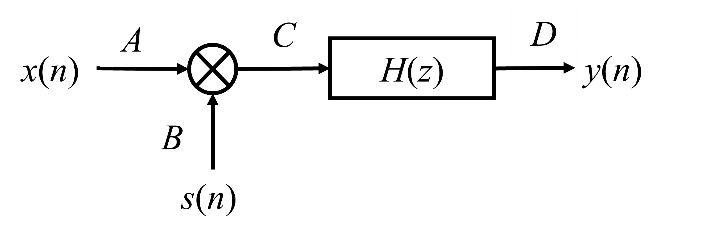 A C D
x(n) H(z) y(n)
B
s(n)